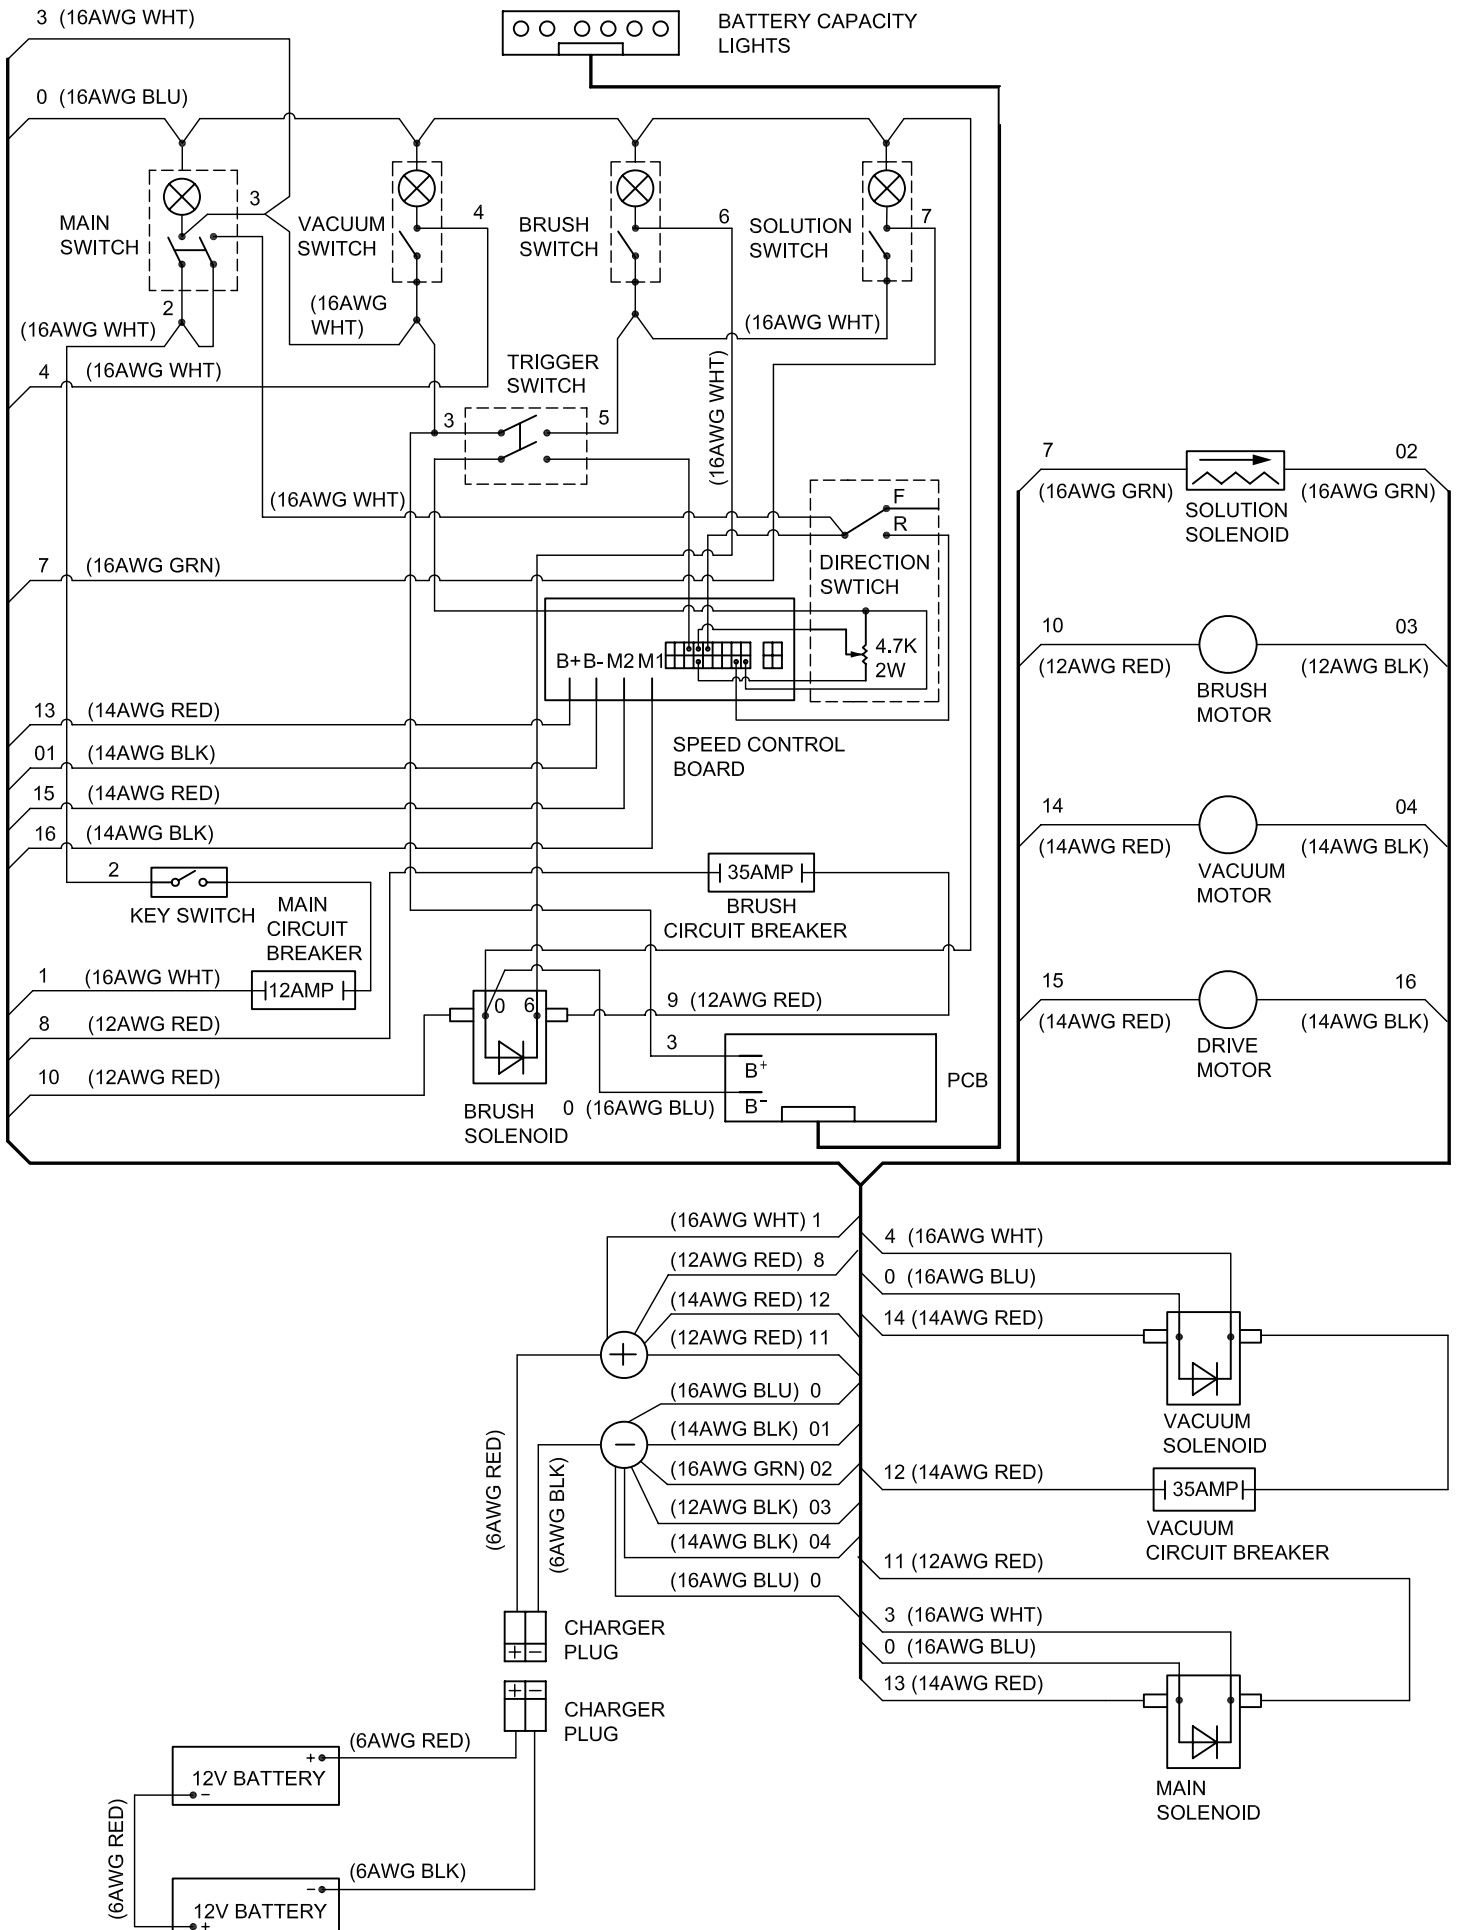 3 (16AWG WHT)
BATTERY CAPACITY
LIGHTS
0 (16AWG BLU)
MAIN
SWITCH
3
VACUUM
SWITCH
4
BRUSH
SWITCH
6
SOLUTION
SWITCH
7
2
(16AWG WHT)
(16AWG
WHT)
(16AWG WHT)
4 (16AWG WHT)
TRIGGER
SWITCH
(16AWG WHT)
3
5
(16AWG WHT)
F
R
DIRECTION
SWTICH
7 (16AWG GRN)
4.7K
2W
B+ B- M2 M1
13 (14AWG RED)
SPEED CONTROL
BOARD
01 (14AWG BLK)
15 (14AWG RED)
16 (14AWG BLK)
2
KEY SWITCH
MAIN
CIRCUIT
BREAKER
35AMP
BRUSH
CIRCUIT BREAKER
1 (16AWG WHT)
12AMP
8 (12AWG RED)
0 6
9 (12AWG RED)
10 (12AWG RED)
3
B+
B-
PCB
BRUSH
SOLENOID
0 (16AWG BLU)
7
02
(16AWG GRN)
(16AWG GRN)
SOLUTION
SOLENOID
10
03
(12AWG RED)
(12AWG BLK)
BRUSH
MOTOR
14
04
(14AWG RED)
(14AWG BLK)
VACUUM
MOTOR
15
16
(14AWG RED)
(14AWG BLK)
DRIVE
MOTOR
(16AWG WHT) 1
(12AWG RED) 8
(14AWG RED) 12
(12AWG RED) 11
+
(16AWG BLU) 0
(14AWG BLK) 01
−
(16AWG GRN) 02
(12AWG BLK) 03
(14AWG BLK) 04
(16AWG BLU) 0
(6AWG RED)
(6AWG BLK)
4 (16AWG WHT)
0 (16AWG BLU)
14 (14AWG RED)
VACUUM
SOLENOID
12 (14AWG RED)
35AMP
VACUUM
CIRCUIT BREAKER
11 (12AWG RED)
3 (16AWG WHT)
0 (16AWG BLU)
13 (14AWG RED)
MAIN
SOLENOID
+ −
CHARGER
PLUG
+ −
CHARGER
PLUG
(6AWG RED)
+
12V BATTERY
−
(6AWG RED)
(6AWG BLK)
−
12V BATTERY
+